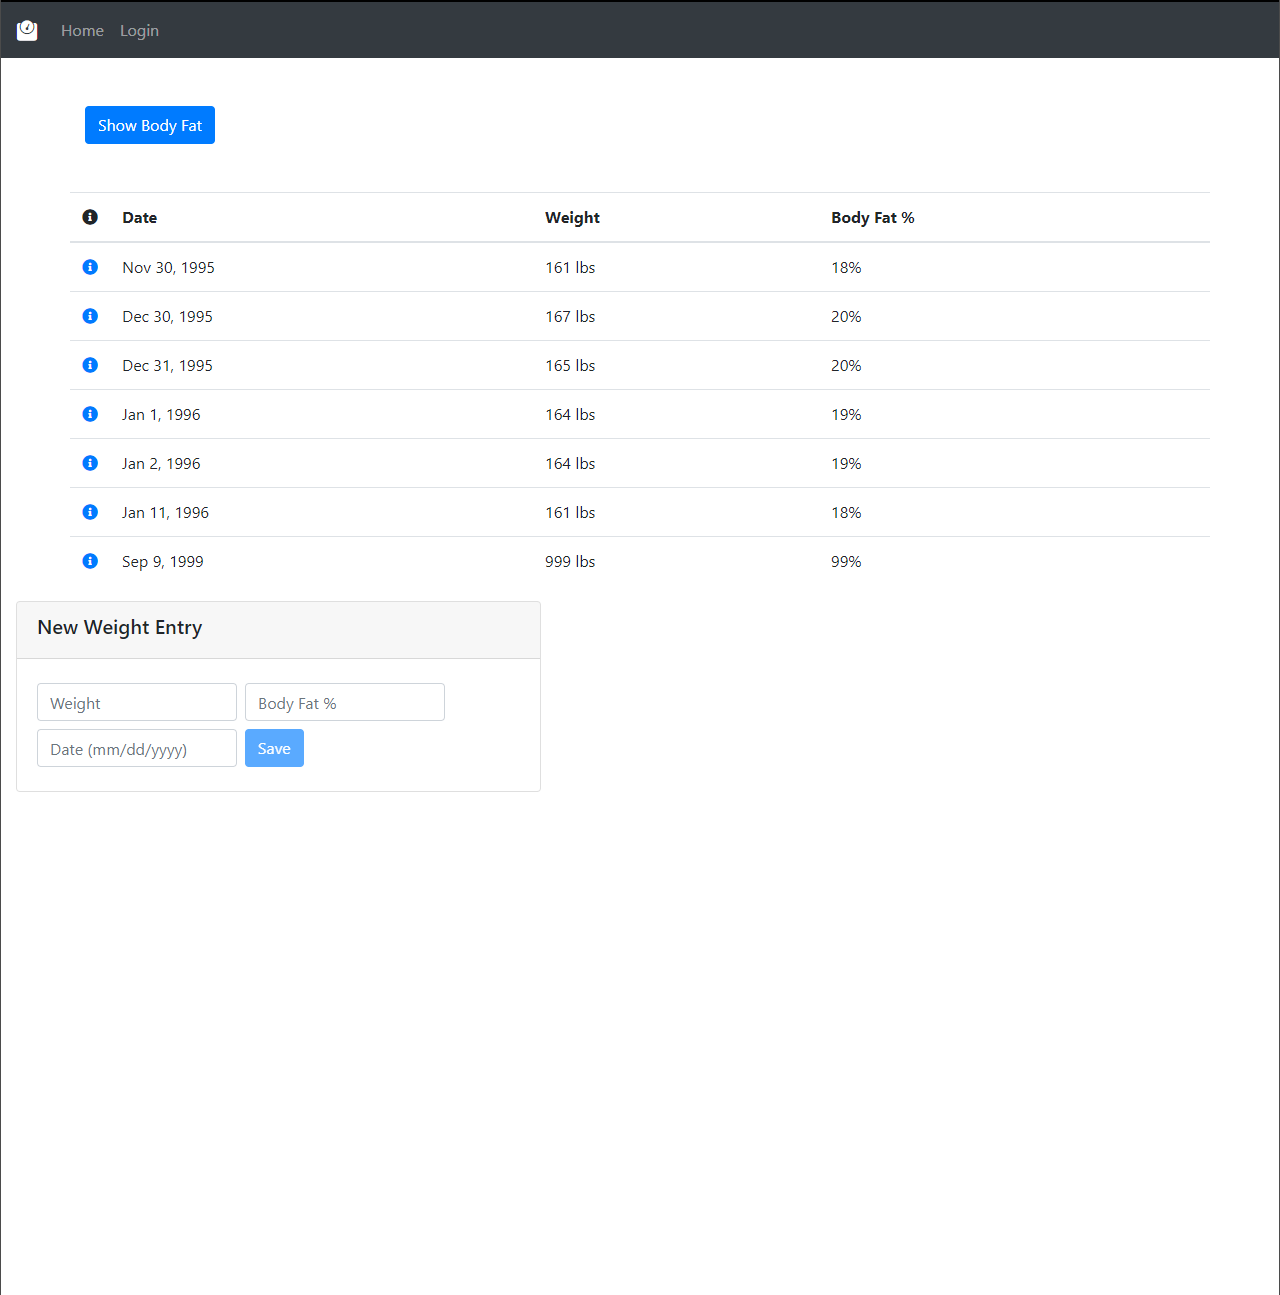 Home Login
Show Body Fat
Date Weight Body Fat %
Nov 30, 1995 161 lbs 18%
Dec 30, 1995 167 lbs 20%
Dec 31, 1995 165 lbs 20%
Jan 1, 1996 164 lbs 19%
Jan 2, 1996 164 lbs 19%
Jan 11, 1996 161 lbs 18%
Sep 9, 1999 999 lbs 99%
New Weight Entry
Weight Body Fat %
Date (mm/dd/yyyy) Save